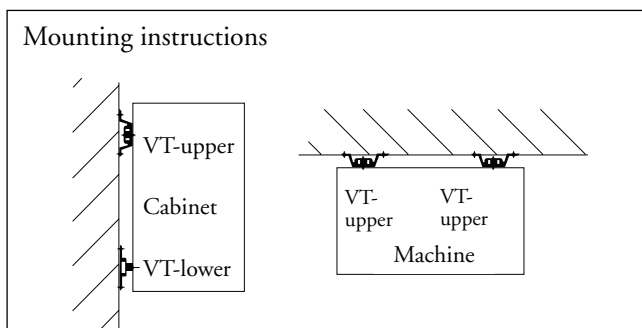 Mounting instructions
VT-upper
Cabinet
VT-lower
VT-
upper
VT-
upper
Machine